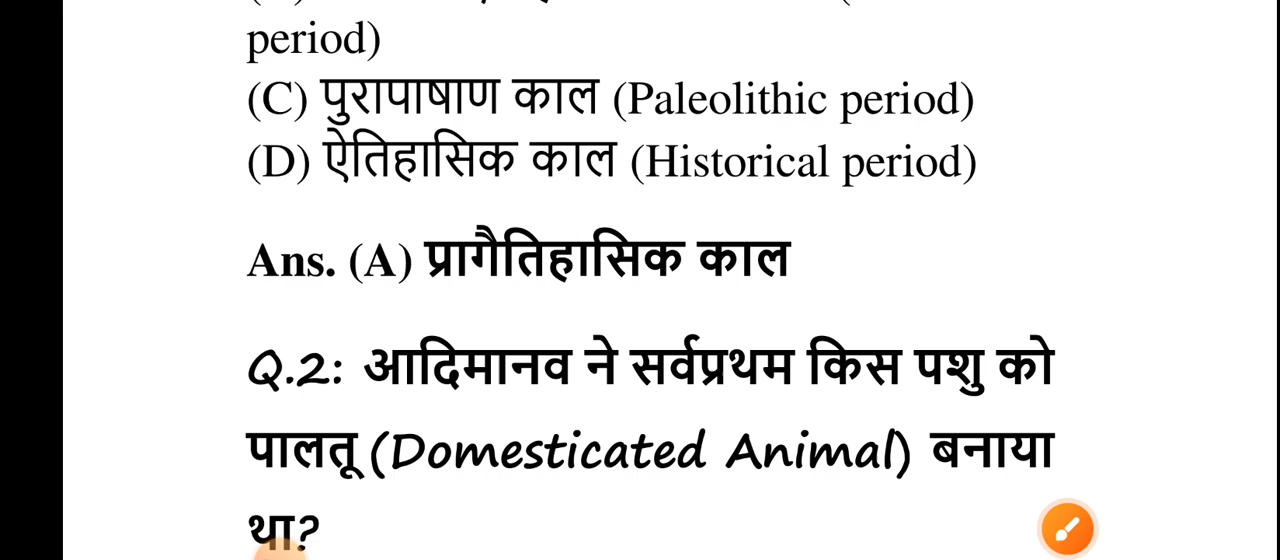 period)
(C) पुरापाषाण काल (Paleolithic period)
(D) ऐतिहासिक काल (Historical period)
Ans. (A) प्रागैतिहासिक काल
Q.2: आदिमानव ने सर्वप्रथम किस पशु को
पालतू (Domesticated Animal) बनाया
था?